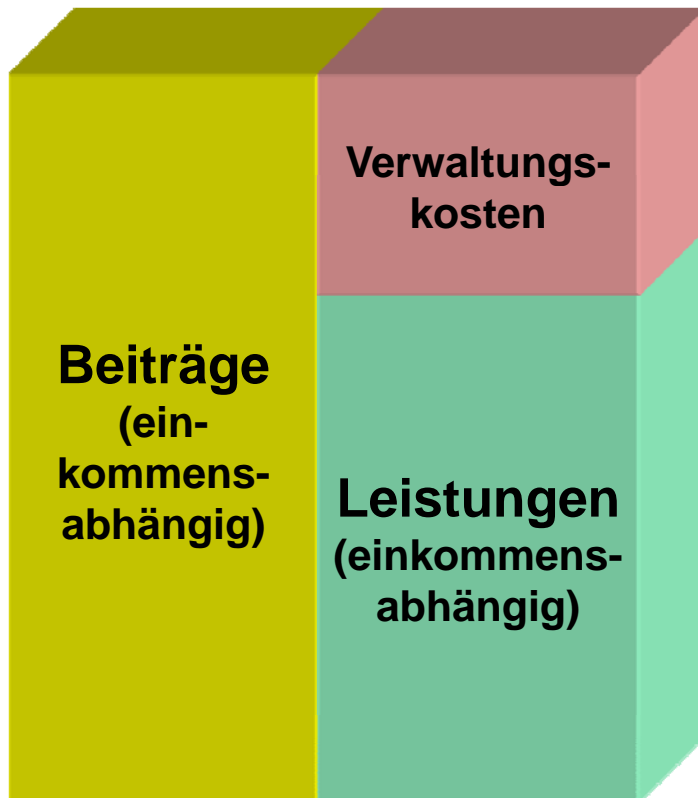 Beiträge
(ein-
kommens-
abhängig)
Verwaltungs-
kosten
Leistungen
(einkommens-
abhängig)